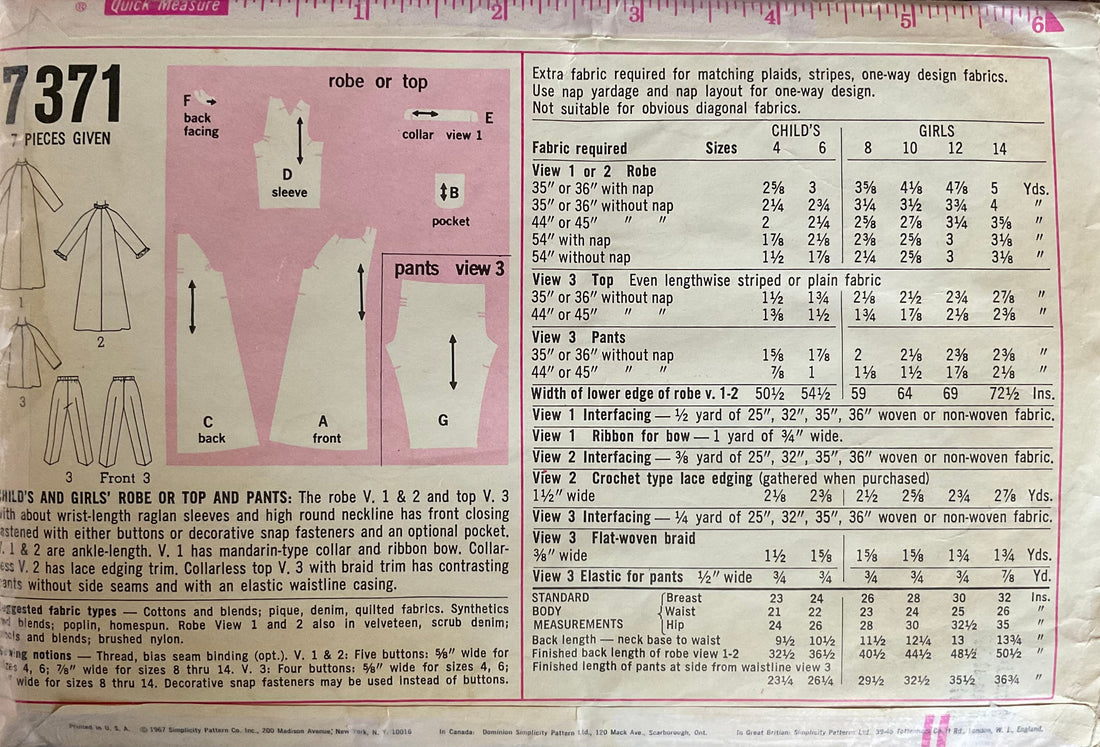 ® Quick Measure 1 2 3 4 5 6
7371
7 PIECES GIVEN
robe or top
F
back
facing
D
sleeve
E
collar view 1
B
pocket
pants view 3
C
back
A
front
G
1
2
3
3 Front 3
CHILD'S AND GIRLS' ROBE OR TOP AND PANTS: The robe V. 1 & 2 and top V. 3
with about wrist-length raglan sleeves and high round neckline has front closing
fastened with either buttons or decorative snap fasteners and an optional pocket.
V. 1 & 2 are ankle-length. V. 1 has mandarin-type collar and ribbon bow. Collar-
less V. 2 has lace edging trim. Collarless top V. 3 with braid trim has contrasting
pants without side seams and with an elastic waistline casing.
Suggested fabric types — Cottons and blends; pique, denim, quilted fabrics. Synthetics
and blends; poplin, homespun. Robe View 1 and 2 also in velveteen, scrub denim;
and blends; brushed nylon.
Sewing notions — Thread, bias seam binding (opt.). V. 1 & 2: Five buttons: ⅝" wide for
sizes 4, 6; ⅞" wide for sizes 8 thru 14. V. 3: Four buttons: ⅝" wide for sizes 4, 6;
wide for sizes 8 thru 14. Decorative snap fasteners may be used instead of buttons.
Extra fabric required for matching plaids, stripes, one-way design fabrics.
Use nap yardage and nap layout for one-way design.
Not suitable for obvious diagonal fabrics.
CHILD'S GIRLS
Fabric required Sizes 4 6 8 10 12 14
View 1 or 2 Robe
35" or 36" with nap 2⅝ 3 3⅝ 4⅛ 4⅞ 5 Yds.
35" or 36" without nap 2¼ 2¾ 3¼ 3½ 3¾ 4 "
44" or 45" " " 2 2¼ 2⅝ 2⅞ 3¼ 3⅝ "
54" with nap 1⅞ 2⅛ 2⅜ 2⅝ 3 3⅛ "
54" without nap 1½ 1⅞ 2¼ 2⅝ 3 3⅛ "
View 3 Top Even lengthwise striped or plain fabric
35" or 36" without nap 1½ 1¾ 2⅛ 2½ 2¾ 2⅞ "
44" or 45" " " 1⅜ 1½ 1¾ 1⅞ 2⅛ 2⅜ "
View 3 Pants
35" or 36" without nap 1⅝ 1⅞ 2 2⅛ 2⅜ 2⅜ "
44" or 45" " " ⅞ 1 1⅛ 1½ 1⅞ 2⅛ "
Width of lower edge of robe v. 1-2 50½ 54½ 59 64 69 72½ Ins.
View 1 Interfacing — ½ yard of 25", 32", 35", 36" woven or non-woven fabric.
View 1 Ribbon for bow — 1 yard of ¾" wide.
View 2 Interfacing — ⅜ yard of 25", 32", 35", 36" woven or non-woven fabric.
View 2 Crochet type lace edging (gathered when purchased)
1½" wide 2⅛ 2⅜ 2½ 2⅝ 2¾ 2⅞ Yds.
View 3 Interfacing — ¼ yard of 25", 32", 35", 36" woven or non-woven fabric.
View 3 Flat-woven braid
⅜" wide 1½ 1⅝ 1⅝ 1⅝ 1¾ 1¾ Yds.
View 3 Elastic for pants ½" wide ¾ ¾ ¾ ¾ ¾ ⅞ Yd.
STANDARD Breast 23 24 26 28 30 32 Ins.
BODY Waist 21 22 23 24 25 26 "
MEASUREMENTS Hip 24 26 28 30 32½ 35 "
Back length — neck base to waist 9½ 10½ 11½ 12¼ 13 13¾ "
Finished back length of robe view 1-2 32½ 36½ 40½ 44½ 48½ 50½ "
Finished length of pants at side from waistline view 3
23¼ 26¼ 29½ 32½ 35½ 36¾ "
Printed in U. S. A. © 1967 Simplicity Pattern Co. Inc., 200 Madison Avenue, New York, N. Y. 10016 In Canada: Dominion Simplicity Pattern Ltd., 120 Mack Ave., Scarborough, Ont. In Great Britian: Simplicity Patterns Ltd. 39-45 Tottenham Ct. Rd., London, W. 1., England.